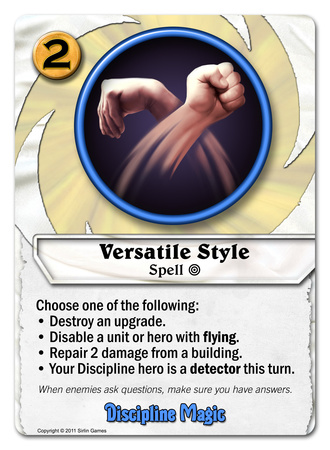 2
Versatile Style
Spell ◎
Choose one of the following:
• Destroy an upgrade.
• Disable a unit or hero with flying.
• Repair 2 damage from a building.
• Your Discipline hero is a detector this turn.
When enemies ask questions, make sure you have answers.
Discipline Magic
Copyright © 2011 Sirlin Games